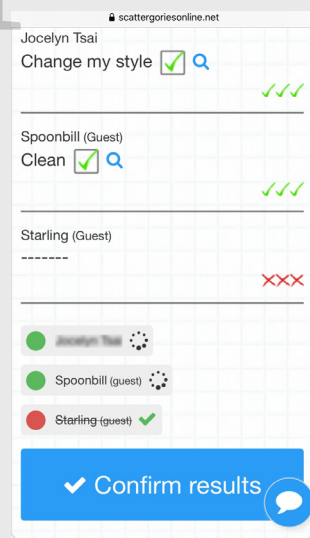 scattergoriesonline.net
Jocelyn Tsai
Change my style
Spoonbill (Guest)
Clean
Starling (Guest)
-------
Spoonbill (guest)
Starling (guest)
Confirm results